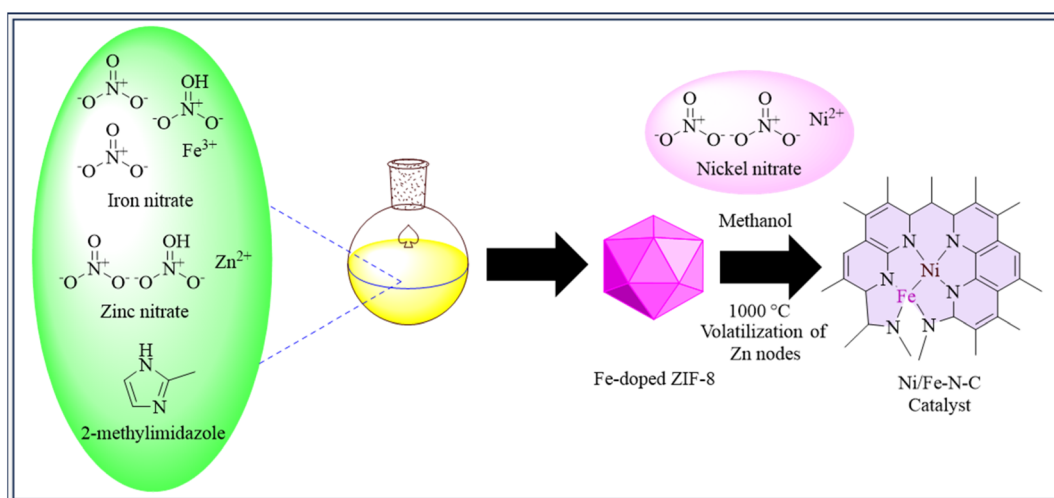 O
N⁺
⁻O O⁻
OH
N⁺
⁻O O⁻
O
N⁺
⁻O O⁻
Fe³⁺
Iron nitrate
O
N⁺
⁻O O⁻
OH
N⁺
⁻O O⁻
Zn²⁺
Zinc nitrate
H
N
N
2-methylimidazole
O
N⁺
⁻O O⁻
O
N⁺
⁻O O⁻
Ni²⁺
Nickel nitrate
Methanol
1000 °C
Volatilization of
Zn nodes
Fe-doped ZIF-8
N N
Ni
N N
Fe
N N
Ni/Fe-N-C
Catalyst